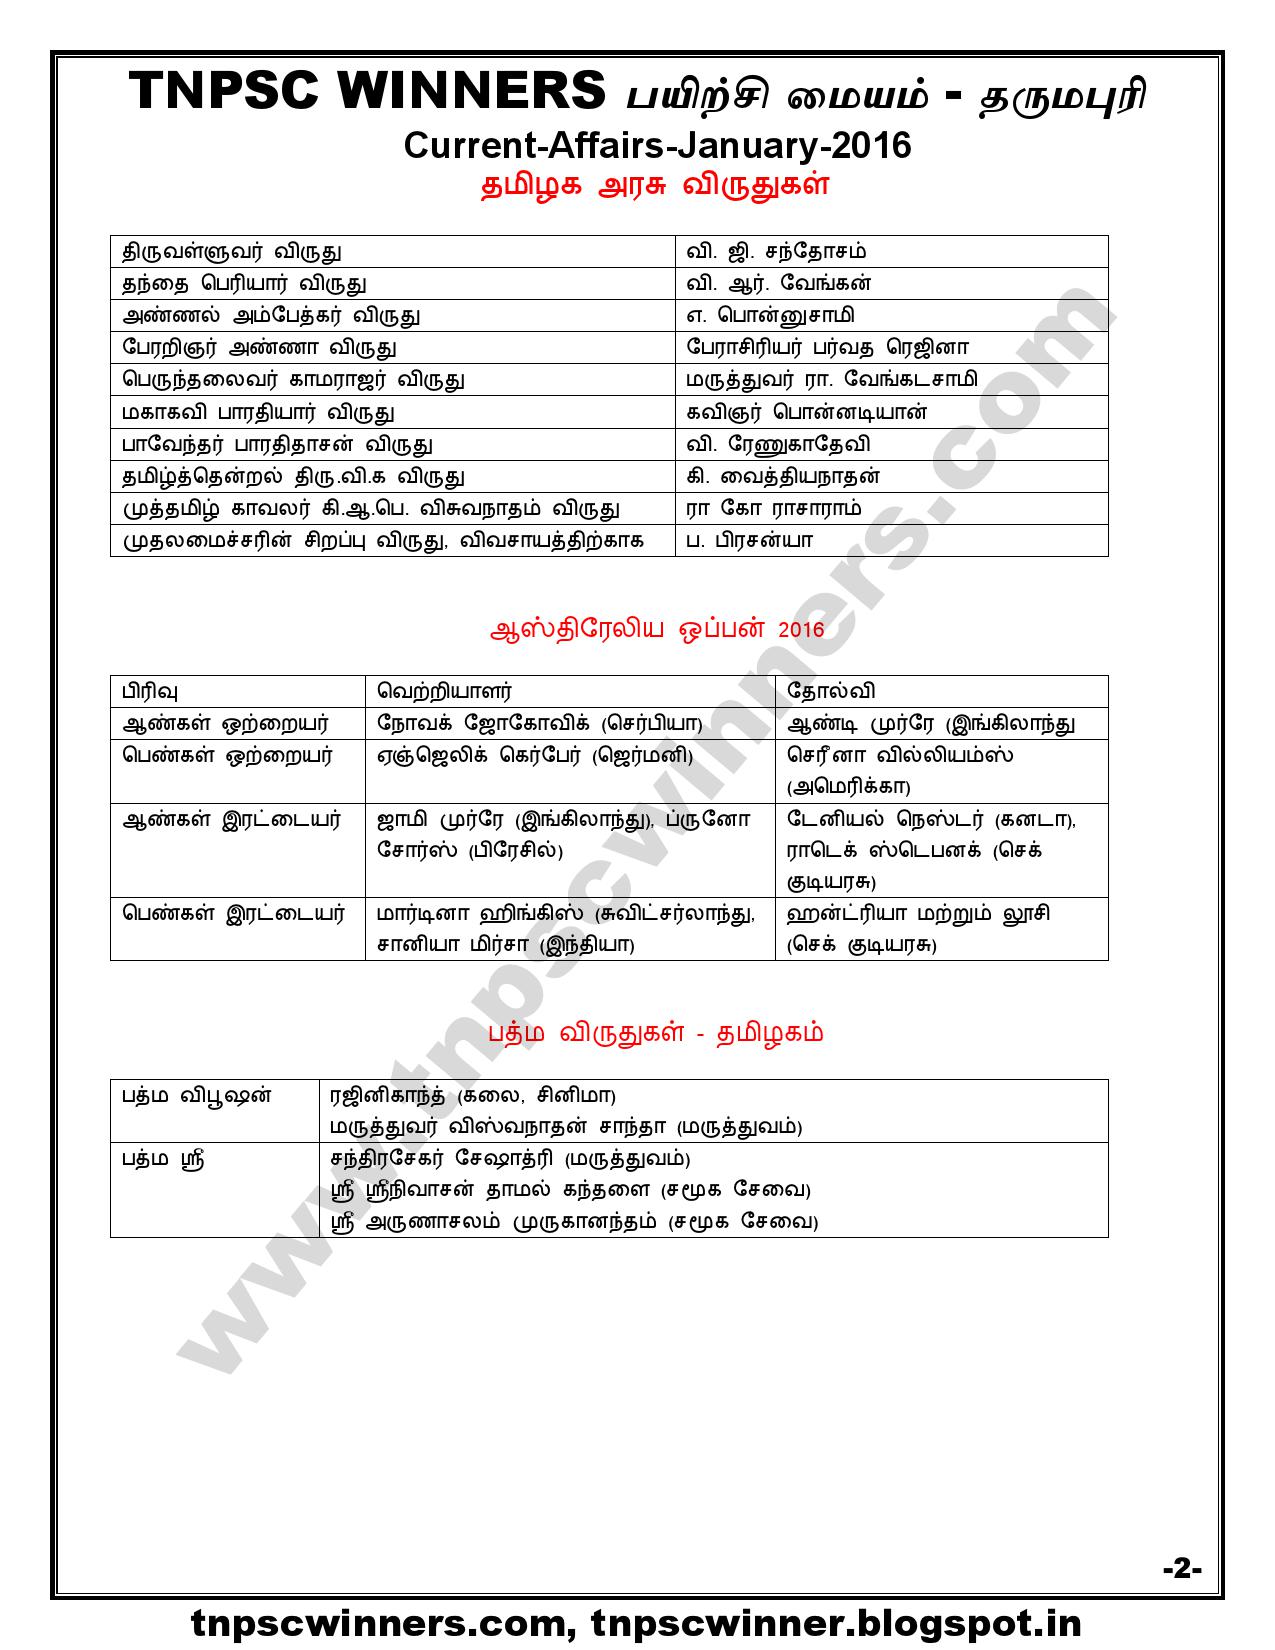 TNPSC WINNERS பயிற்சி மையம் - தருமபுரி
Current-Affairs-January-2016
தமிழக அரசு விருதுகள்
திருவள்ளுவர் விருது வி. ஜி. சந்தோசம்
தந்தை பெரியார் விருது வி. ஆர். வேங்கன்
அண்ணல் அம்பேத்கர் விருது எ. பொன்னுசாமி
பேரறிஞர் அண்ணா விருது பேராசிரியர் பர்வத ரெஜினா
பெருந்தலைவர் காமராஜர் விருது மருத்துவர் ரா. வேங்கடசாமி
மகாகவி பாரதியார் விருது கவிஞர் பொன்னடியான்
பாவேந்தர் பாரதிதாசன் விருது வி. ரேணுகாதேவி
தமிழ்த்தென்றல் திரு.வி.க விருது கி. வைத்தியநாதன்
முத்தமிழ் காவலர் கி.ஆ.பெ. விசுவநாதம் விருது ரா கோ ராசாராம்
முதலமைச்சரின் சிறப்பு விருது, விவசாயத்திற்காக ப. பிரசன்யா
ஆஸ்திரேலிய ஒப்பன் 2016
பிரிவு வெற்றியாளர் தோல்வி
ஆண்கள் ஒற்றையர் நோவக் ஜோகோவிக் (செர்பியா) ஆண்டி முர்ரே (இங்கிலாந்து
பெண்கள் ஒற்றையர் ஏஞ்ஜெலிக் கெர்பேர் (ஜெர்மனி) செரீனா வில்லியம்ஸ்
(அமெரிக்கா)
ஆண்கள் இரட்டையர் ஜாமி முர்ரே (இங்கிலாந்து), ப்ருனோ டேனியல் நெஸ்டர் (கனடா),
சோர்ஸ் (பிரேசில்) ராடெக் ஸ்டெபனக் (செக்
குடியரசு)
பெண்கள் இரட்டையர் மார்டினா ஹிங்கிஸ் (சுவிட்சர்லாந்து, ஹன்ட்ரியா மற்றும் லூசி
சானியா மிர்சா (இந்தியா) (செக் குடியரசு)
பத்ம விருதுகள் - தமிழகம்
பத்ம விபூஷன் ரஜினிகாந்த் (கலை, சினிமா)
மருத்துவர் விஸ்வநாதன் சாந்தா (மருத்துவம்)
பத்ம ஸ்ரீ சந்திரசேகர் சேஷாத்ரி (மருத்துவம்)
ஸ்ரீ ஸ்ரீநிவாசன் தாமல் கந்தளை (சமூக சேவை)
ஸ்ரீ அருணாசலம் முருகானந்தம் (சமூக சேவை)
www.tnpscwinners.com
-2-
tnpscwinners.com, tnpscwinner.blogspot.in